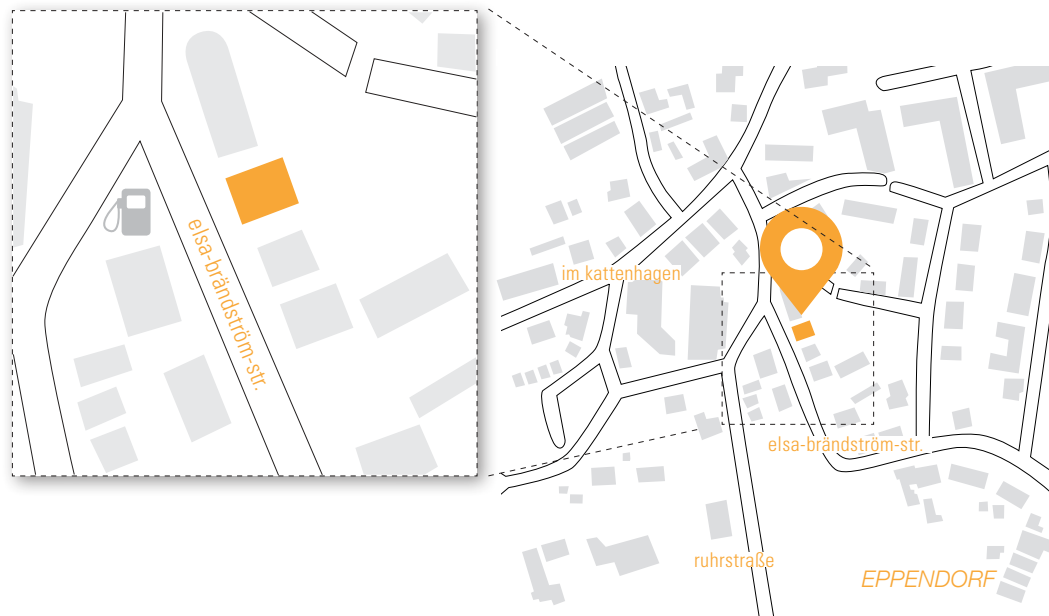 elsa-brändström-str.
im kattenhagen
elsa-brändström-str.
ruhrstraße
EPPENDORF